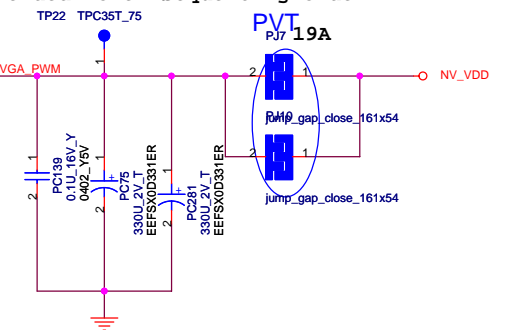 TP22 TPC35T_75
PVT
PJ7 19A
VGA_PWM
1
2 1
NV_VDD
jump_gap_close_161x54
PJ10
2 1
jump_gap_close_161x54
1
2
PC139
0.1U_16V_Y
0402_Y5V
1
+
2
PC75
330U_2V_T
EEFSX0D331ER
1
+
2
PC281
330U_2V_T
EEFSX0D331ER